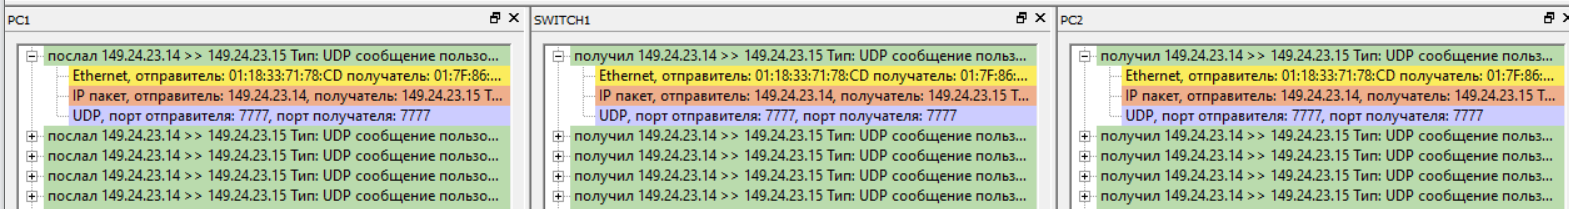 PC1
послал 149.24.23.14 >> 149.24.23.15 Тип: UDP сообщение пользо...
Ethernet, отправитель: 01:18:33:71:78:CD получатель: 01:7F:86:...
IP пакет, отправитель: 149.24.23.14, получатель: 149.24.23.15 Т...
UDP, порт отправителя: 7777, порт получателя: 7777
послал 149.24.23.14 >> 149.24.23.15 Тип: UDP сообщение пользо...
послал 149.24.23.14 >> 149.24.23.15 Тип: UDP сообщение пользо...
послал 149.24.23.14 >> 149.24.23.15 Тип: UDP сообщение пользо...
послал 149.24.23.14 >> 149.24.23.15 Тип: UDP сообщение пользо...
SWITCH1
получил 149.24.23.14 >> 149.24.23.15 Тип: UDP сообщение польз...
Ethernet, отправитель: 01:18:33:71:78:CD получатель: 01:7F:86:...
IP пакет, отправитель: 149.24.23.14, получатель: 149.24.23.15 Т...
UDP, порт отправителя: 7777, порт получателя: 7777
получил 149.24.23.14 >> 149.24.23.15 Тип: UDP сообщение польз...
получил 149.24.23.14 >> 149.24.23.15 Тип: UDP сообщение польз...
получил 149.24.23.14 >> 149.24.23.15 Тип: UDP сообщение польз...
получил 149.24.23.14 >> 149.24.23.15 Тип: UDP сообщение польз...
PC2
получил 149.24.23.14 >> 149.24.23.15 Тип: UDP сообщение польз...
Ethernet, отправитель: 01:18:33:71:78:CD получатель: 01:7F:86:...
IP пакет, отправитель: 149.24.23.14, получатель: 149.24.23.15 Т...
UDP, порт отправителя: 7777, порт получателя: 7777
получил 149.24.23.14 >> 149.24.23.15 Тип: UDP сообщение польз...
получил 149.24.23.14 >> 149.24.23.15 Тип: UDP сообщение польз...
получил 149.24.23.14 >> 149.24.23.15 Тип: UDP сообщение польз...
получил 149.24.23.14 >> 149.24.23.15 Тип: UDP сообщение польз...